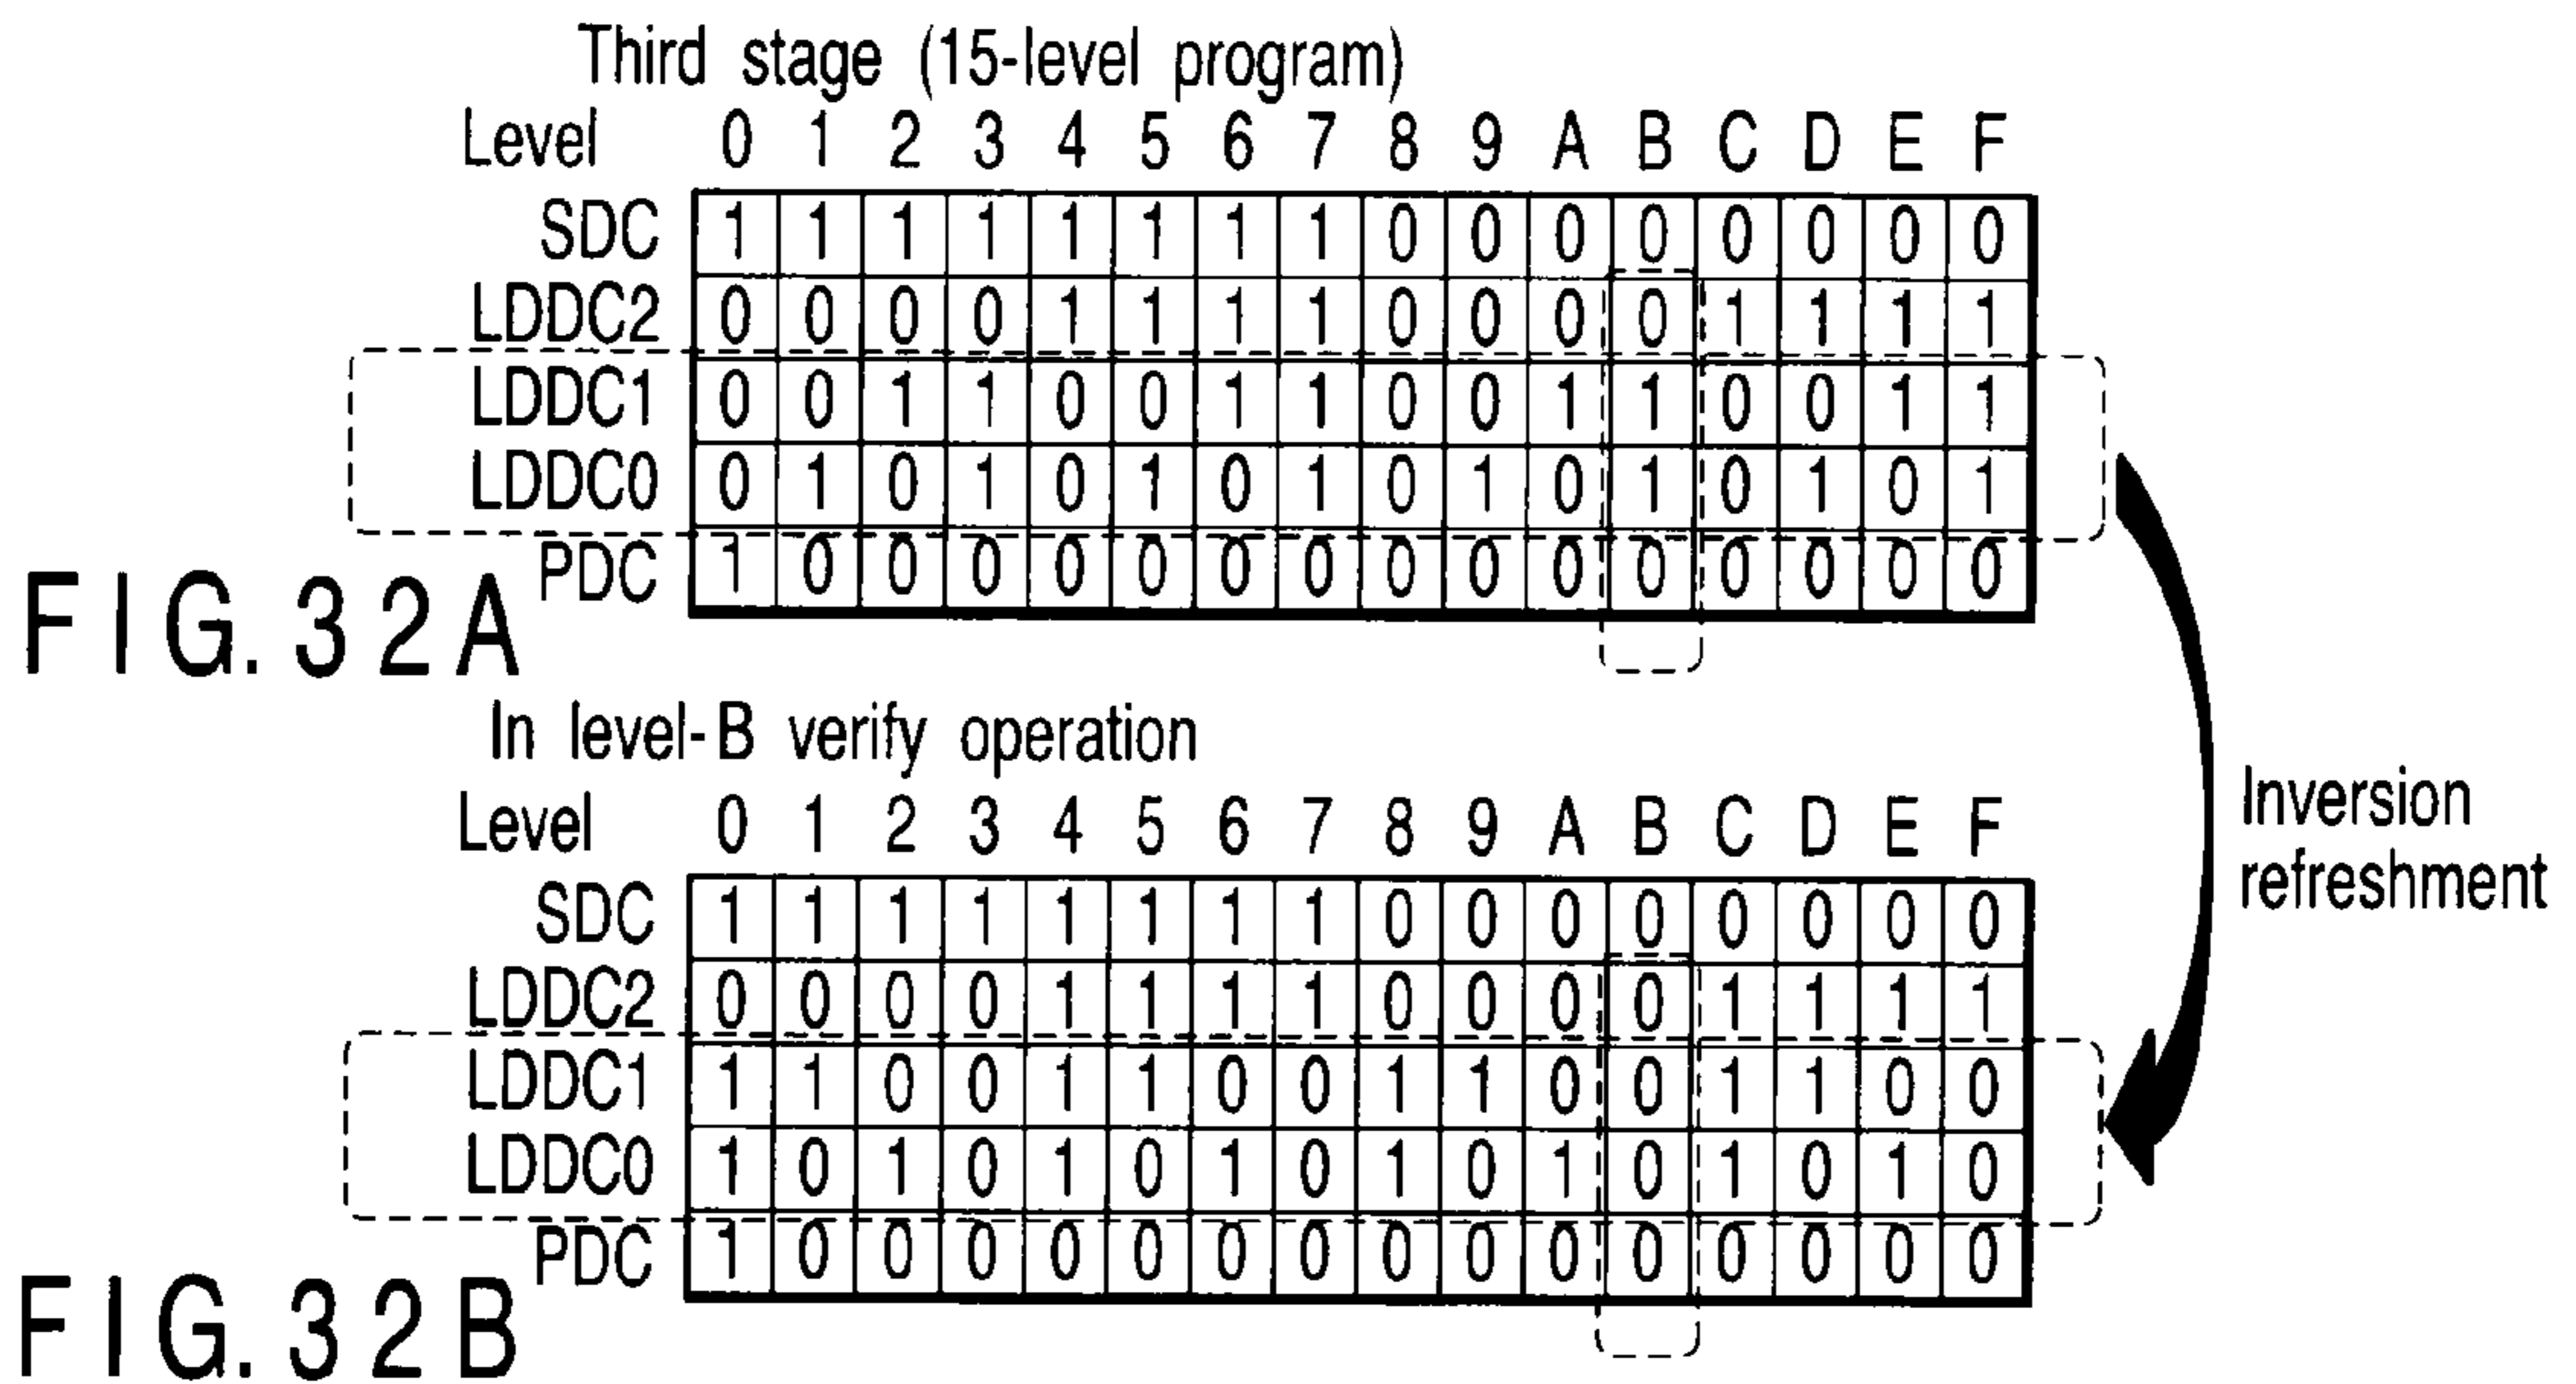 Third stage (15-level program)
Level 0 1 2 3 4 5 6 7 8 9 A B C D E F
SDC 1 1 1 1 1 1 1 1 0 0 0 0 0 0 0 0
LDDC2 0 0 0 0 1 1 1 1 0 0 0 0 1 1 1 1
LDDC1 0 0 1 1 0 0 1 1 0 0 1 1 0 0 1 1
LDDC0 0 1 0 1 0 1 0 1 0 1 0 1 0 1 0 1
PDC 1 0 0 0 0 0 0 0 0 0 0 0 0 0 0 0
FIG. 32A
In level-B verify operation
Level 0 1 2 3 4 5 6 7 8 9 A B C D E F
SDC 1 1 1 1 1 1 1 1 0 0 0 0 0 0 0 0
LDDC2 0 0 0 0 1 1 1 1 0 0 0 0 1 1 1 1
LDDC1 1 1 0 0 1 1 0 0 1 1 0 0 1 1 0 0
LDDC0 1 0 1 0 1 0 1 0 1 0 1 0 1 0 1 0
PDC 1 0 0 0 0 0 0 0 0 0 0 0 0 0 0 0
FIG. 32B
Inversion
refreshment